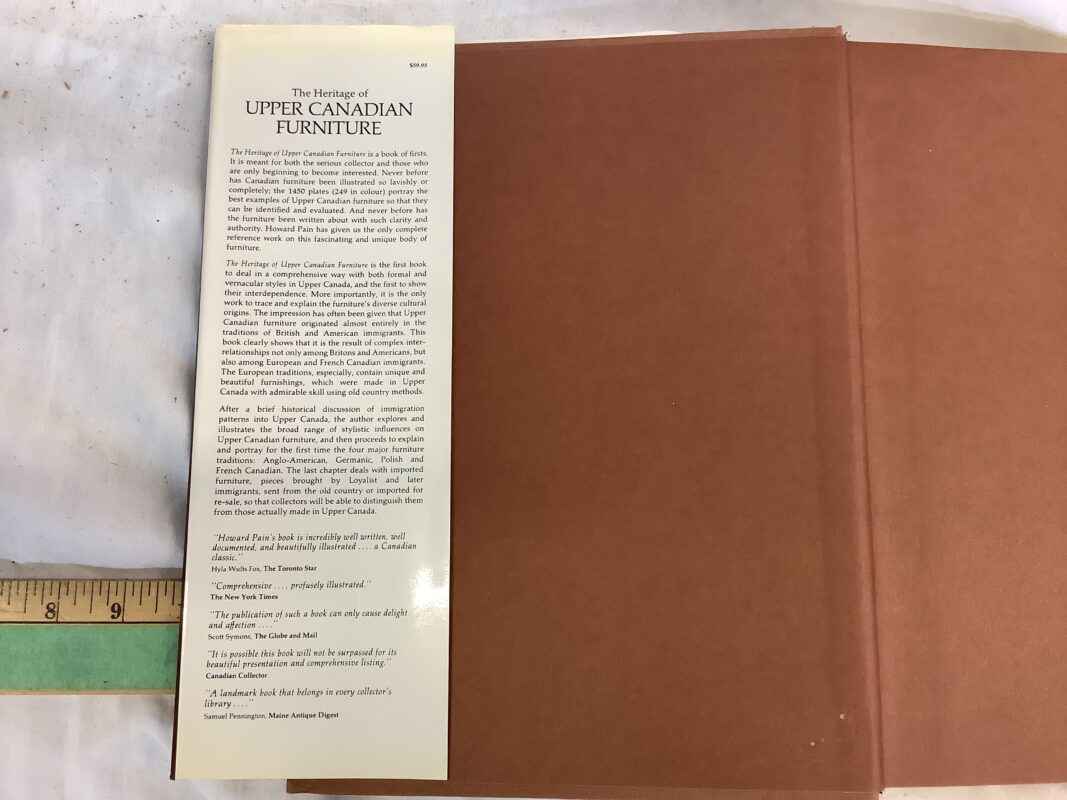 $59.95
The Heritage of
UPPER CANADIAN
FURNITURE
The Heritage of Upper Canadian Furniture is a book of firsts.
It is meant for both the serious collector and those who
are only beginning to become interested. Never before
has Canadian furniture been illustrated so lavishly or
completely; the 1450 plates (249 in colour) portray the
best examples of Upper Canadian furniture so that they
can be identified and evaluated. And never before has
the furniture been written about with such clarity and
authority. Howard Pain has given us the only complete
reference work on this fascinating and unique body of
furniture.
The Heritage of Upper Canadian Furniture is the first book
to deal in a comprehensive way with both formal and
vernacular styles in Upper Canada, and the first to show
their interdependence. More importantly, it is the only
work to trace and explain the furniture's diverse cultural
origins. The impression has often been given that Upper
Canadian furniture originated almost entirely in the
traditions of British and American immigrants. This
book clearly shows that it is the result of complex inter-
relationships not only among Britons and Americans, but
also among European and French Canadian immigrants.
The European traditions, especially, contain unique and
beautiful furnishings, which were made in Upper
Canada with admirable skill using old country methods.
After a brief historical discussion of immigration
patterns into Upper Canada, the author explores and
illustrates the broad range of stylistic influences on
Upper Canadian furniture, and then proceeds to explain
and portray for the first time the four major furniture
traditions: Anglo-American, Germanic, Polish and
French Canadian. The last chapter deals with imported
furniture, pieces brought by Loyalist and later
immigrants, sent from the old country or imported for
re-sale, so that collectors will be able to distinguish them
from those actually made in Upper Canada.
"Howard Pain's book is incredibly well written, well
documented, and beautifully illustrated .... a Canadian
classic."
Hyla Wults Fox, The Toronto Star
"Comprehensive .... profusely illustrated."
The New York Times
"The publication of such a book can only cause delight
and affection ...."
Scott Symons, The Globe and Mail
"It is possible this book will not be surpassed for its
beautiful presentation and comprehensive listing."
Canadian Collector
"A landmark book that belongs in every collector's
library ...."
Samuel Pennington, Maine Antique Digest
8 9